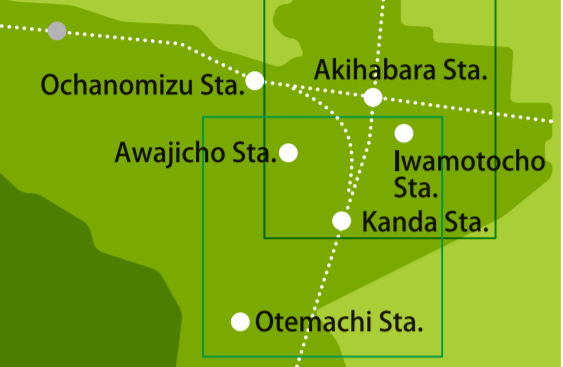 Akihabara Sta.
Ochanomizu Sta.
Awajicho Sta.
Iwamotocho
Sta.
Kanda Sta.
Otemachi Sta.